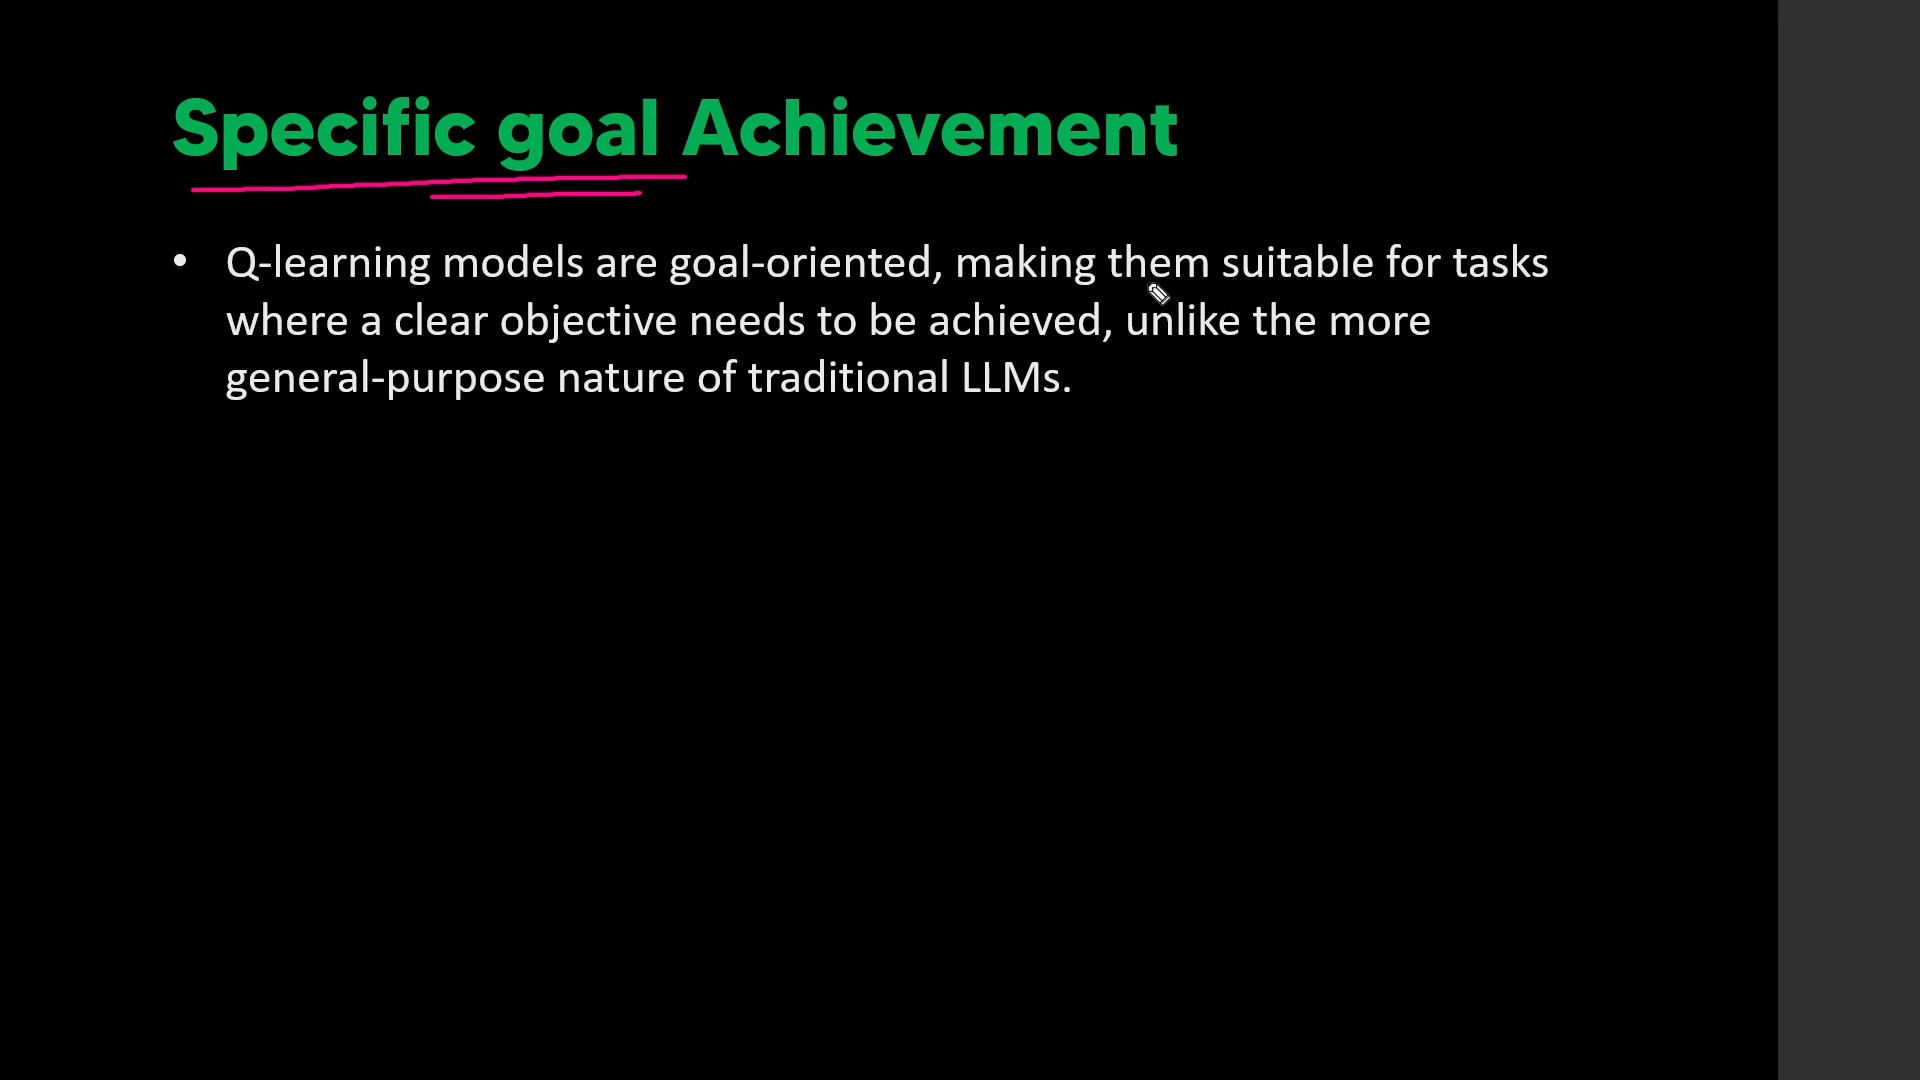 Specific goal Achievement
• Q-learning models are goal-oriented, making them suitable for tasks
where a clear objective needs to be achieved, unlike the more
general-purpose nature of traditional LLMs.